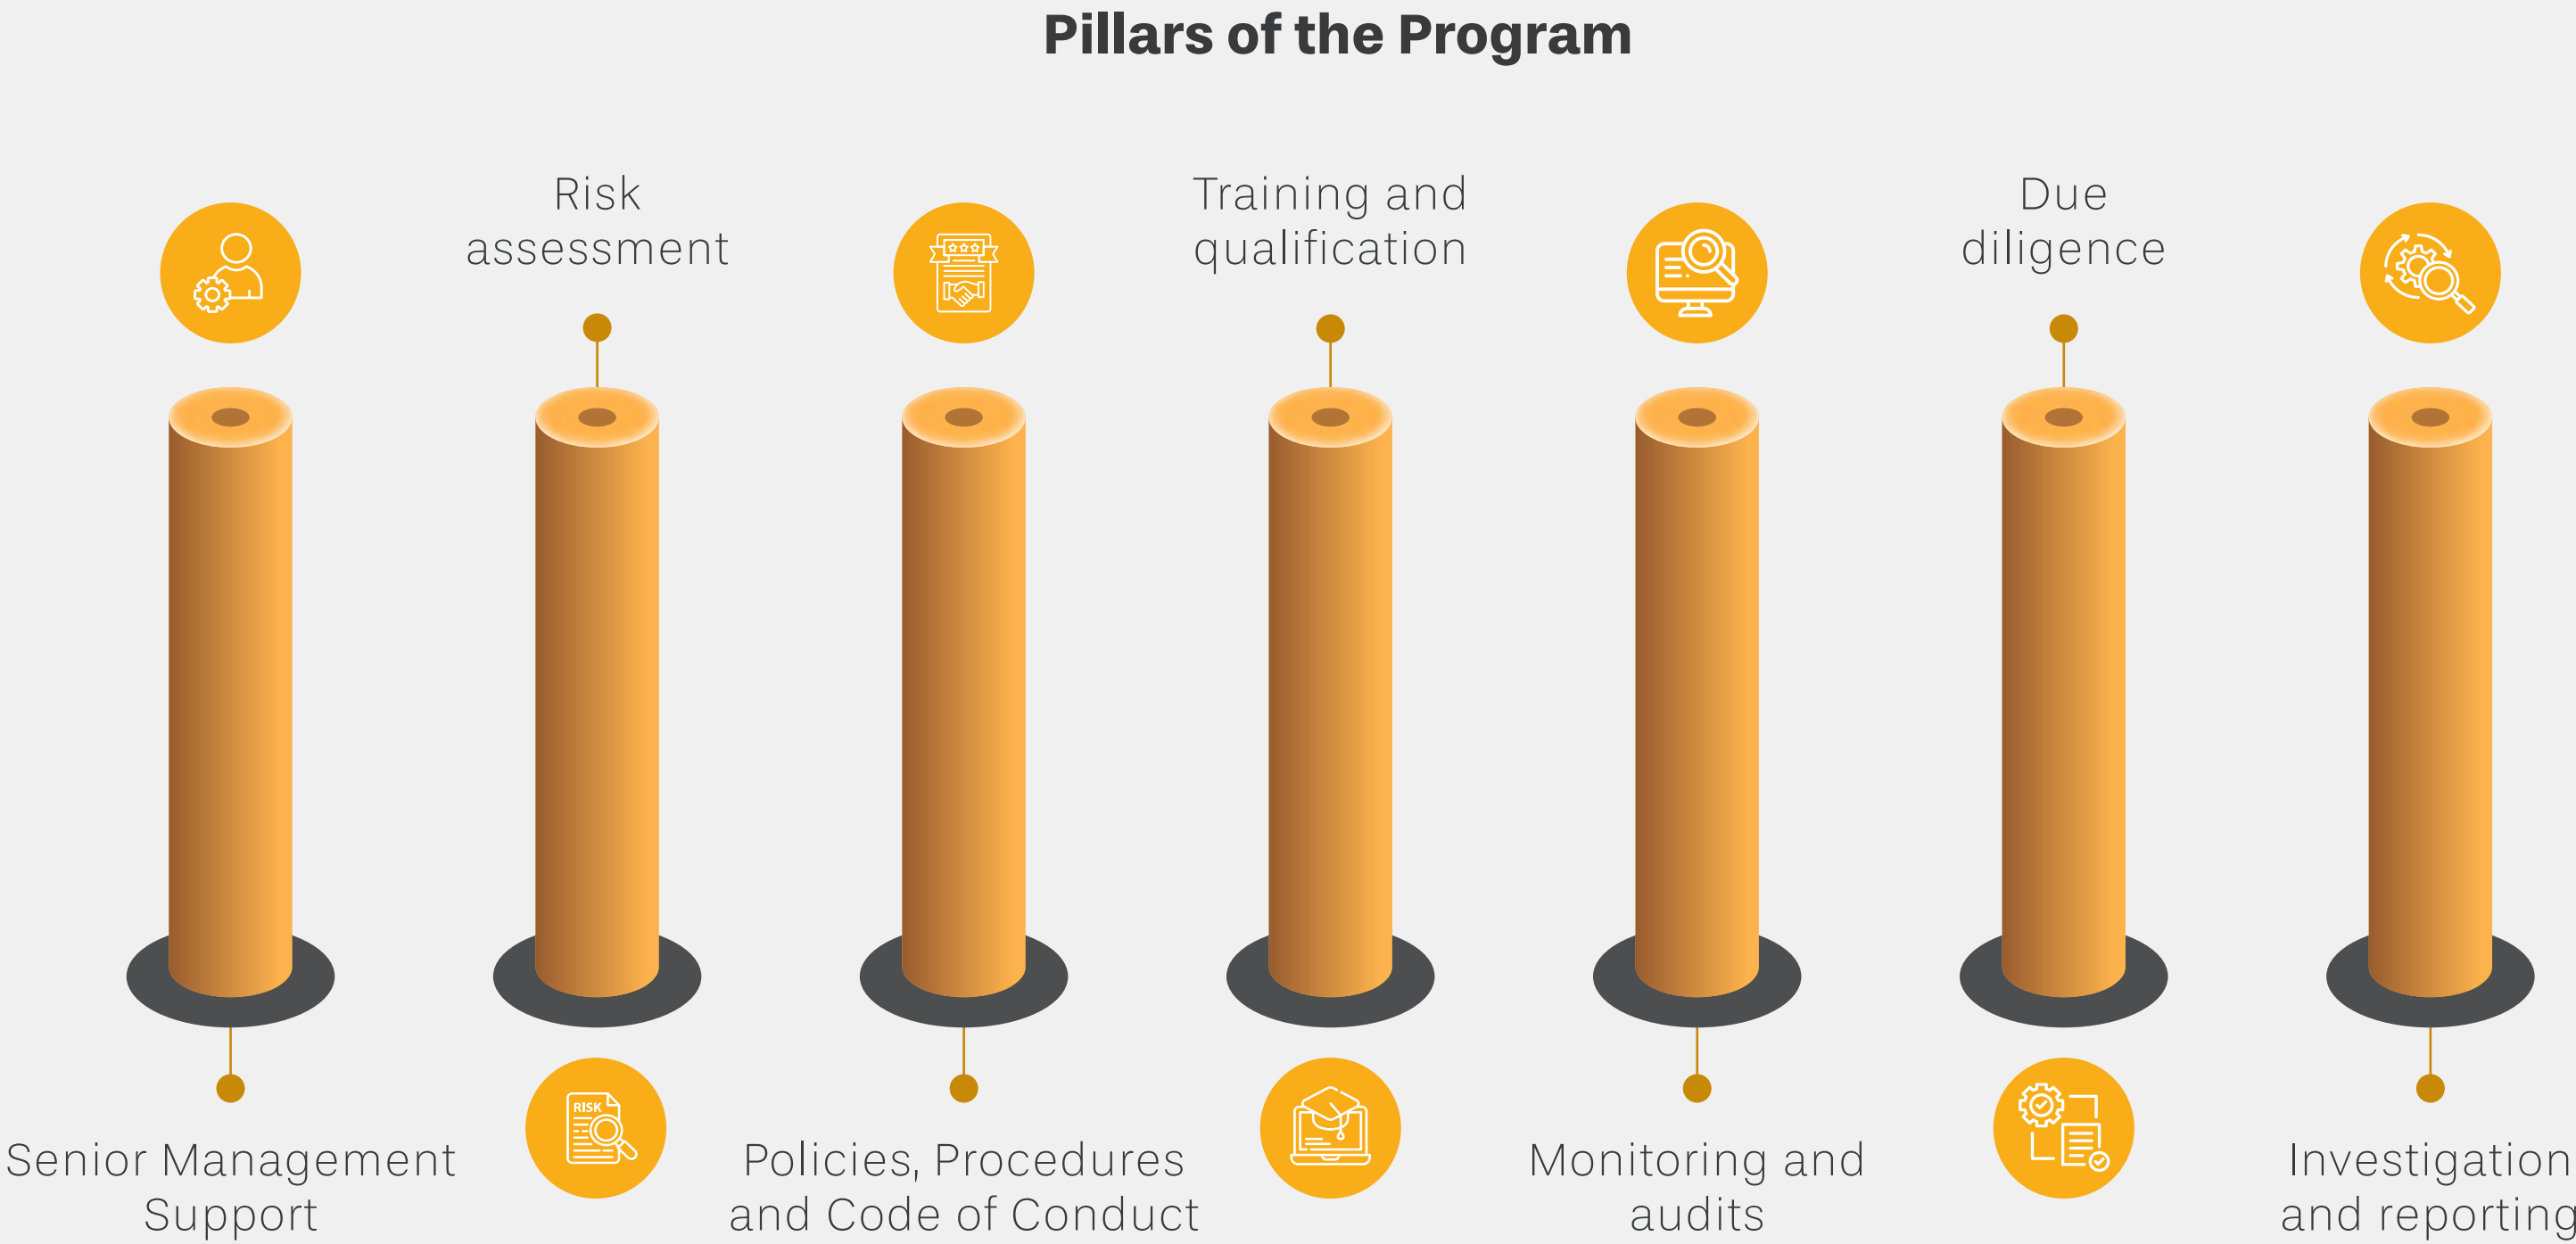 Pillars of the Program
Senior Management
Support
Risk
assessment
RISK
Policies, Procedures
and Code of Conduct
Training and
qualification
Monitoring and
audits
Due
diligence
Investigation
and reporting